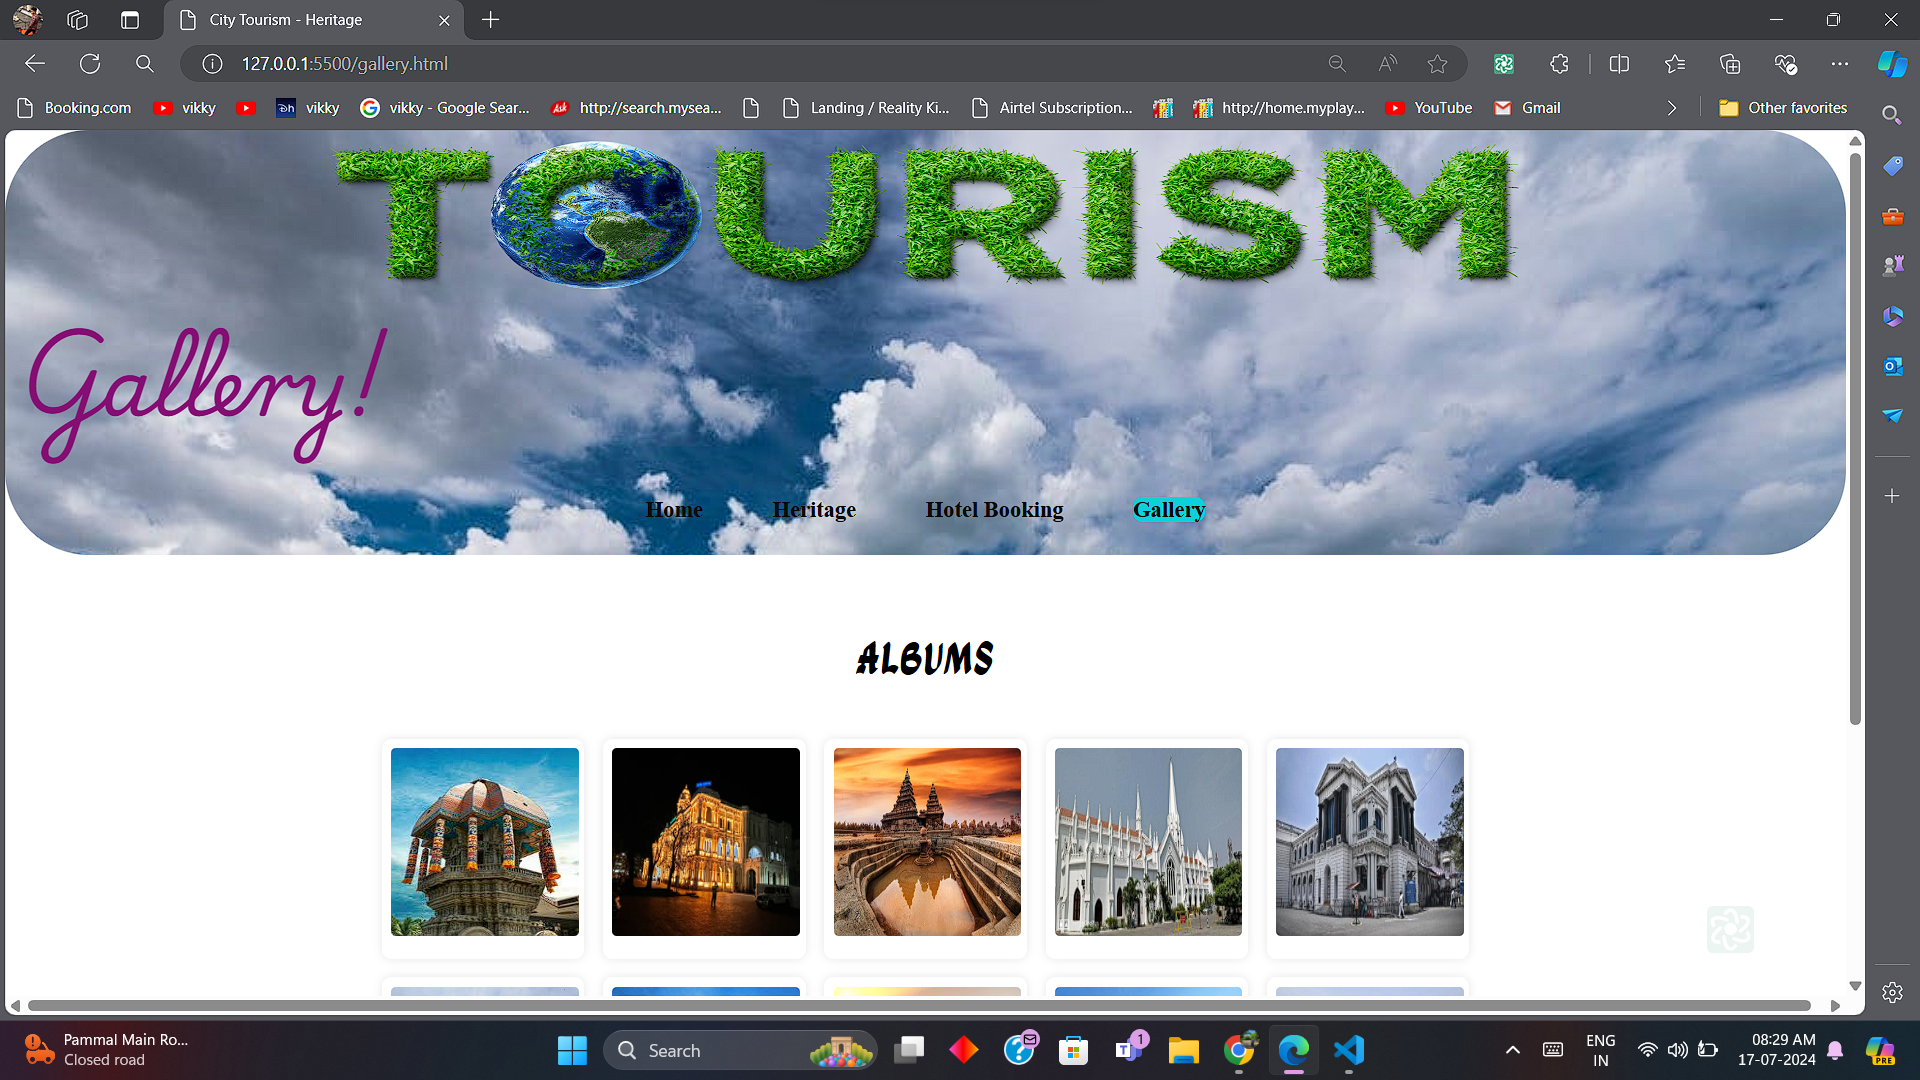 City Tourism - Heritage
127.0.0.1:5500/gallery.html
Booking.com
vikky
vikky
vikky - Google Sear...
http://search.mysea...
Landing / Reality Ki...
Airtel Subscription...
http://home.myplay...
YouTube
Gmail
Other favorites
TOURISM
Gallery!
Home Heritage Hotel Booking Gallery
ALBUMS
Pammal Main Ro...
Closed road
Search
1
ENG
IN
08:29 AM
17-07-2024
PRE